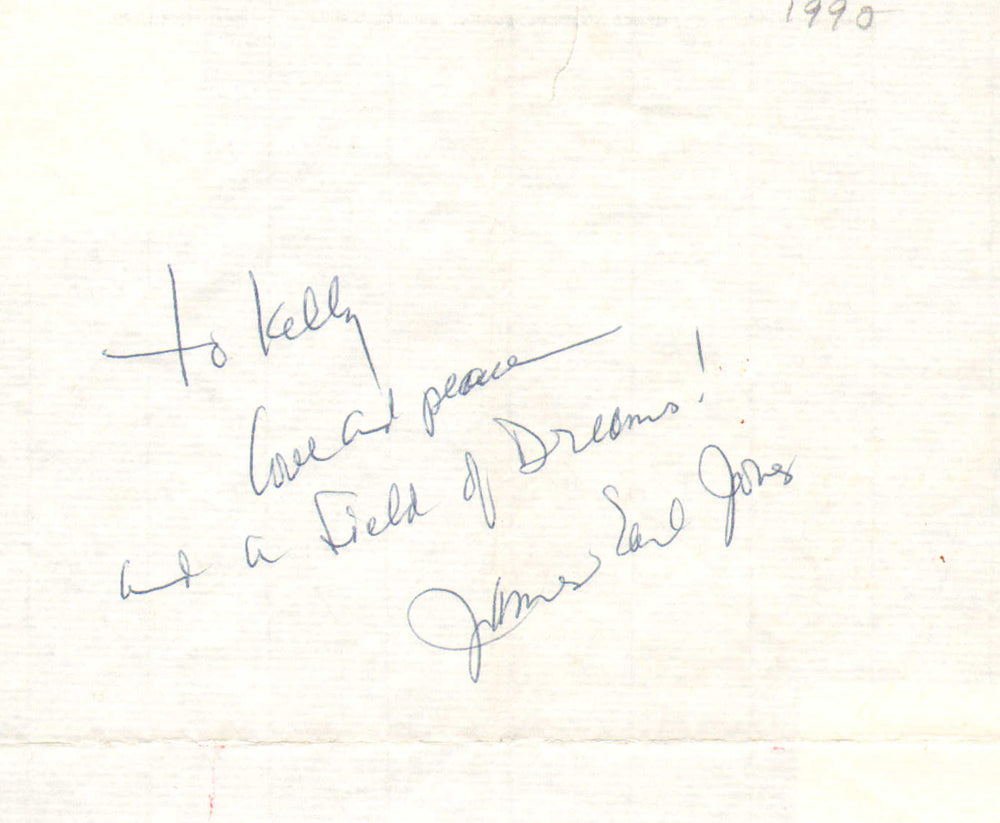 1990
to Kelly
Love and peace
and a Field of Dreams!
James Earl Jones